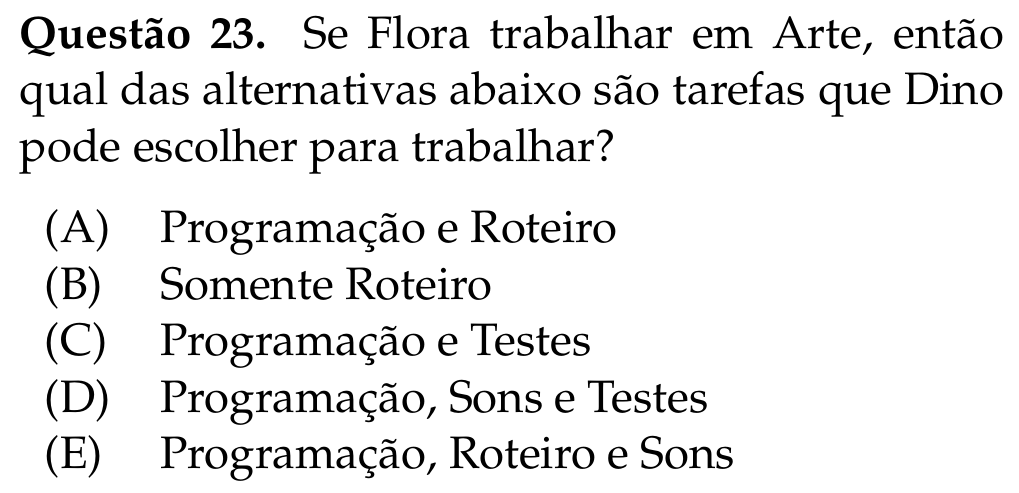 Questão 23. Se Flora trabalhar em Arte, então
qual das alternativas abaixo são tarefas que Dino
pode escolher para trabalhar?
(A) Programação e Roteiro
(B) Somente Roteiro
(C) Programação e Testes
(D) Programação, Sons e Testes
(E) Programação, Roteiro e Sons